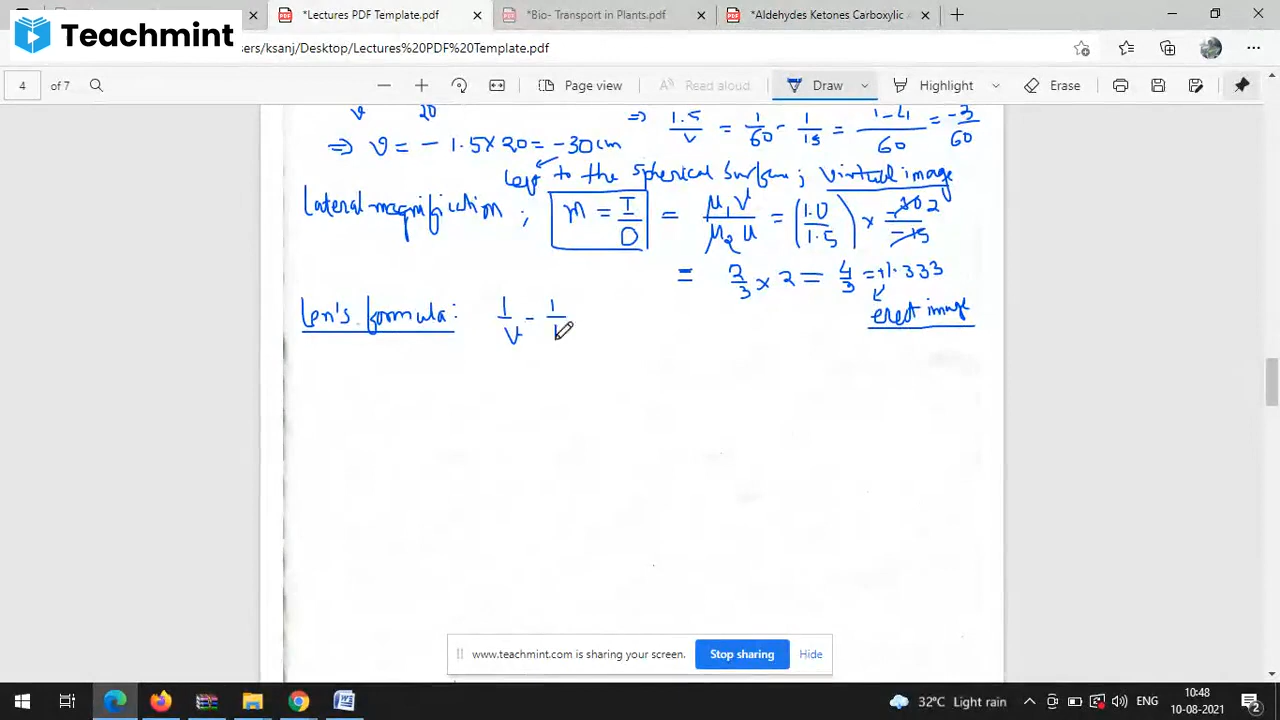 *Lectures PDF Template.pdf
*Bio- Transport in Plants.pdf
*Aldehydes Ketones Carboxylic
Teachmint
ers/ksanj/Desktop/Lectures%20PDF%20Template.pdf
4 of 7
Page view
Read aloud
Draw
Highlight
Erase
v 20
⇒ 1.5/v = 1/60 - 1/15 = 1-4/60 = -3/60
⇒ v = - 1.5×20 = -30cm
left to the spherical surface; virtual image
Lateral magnification; m = I/O = μ1v/μ2u = (1.0/1.5) × -30/-15 2
= 2/3 × 2 = 4/3 = +1.333
erect image
Len's formula: 1/v - 1/
www.teachmint.com is sharing your screen.
Stop sharing
Hide
32°C Light rain
ENG
10:48
10-08-2021
2